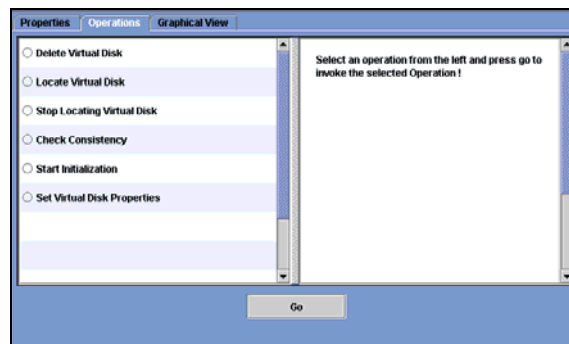 Properties Operations Graphical View
Delete Virtual Disk
Locate Virtual Disk
Stop Locating Virtual Disk
Check Consistency
Start Initialization
Set Virtual Disk Properties
Select an operation from the left and press go to
invoke the selected Operation !
Go